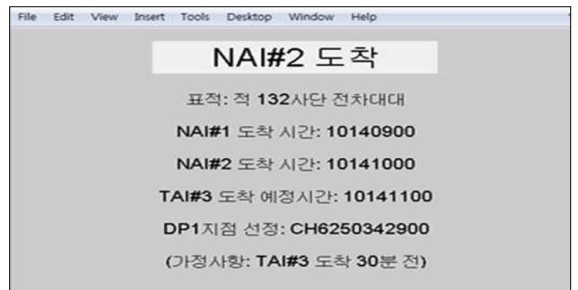 File Edit View Insert Tools Desktop Window Help
NAI#2 도착
표적: 적 132사단 전차대대
NAI#1 도착 시간: 10140900
NAI#2 도착 시간: 10141000
TAI#3 도착 예정시간: 10141100
DP1지점 선정: CH6250342900
(가정사항: TAI#3 도착 30분 전)